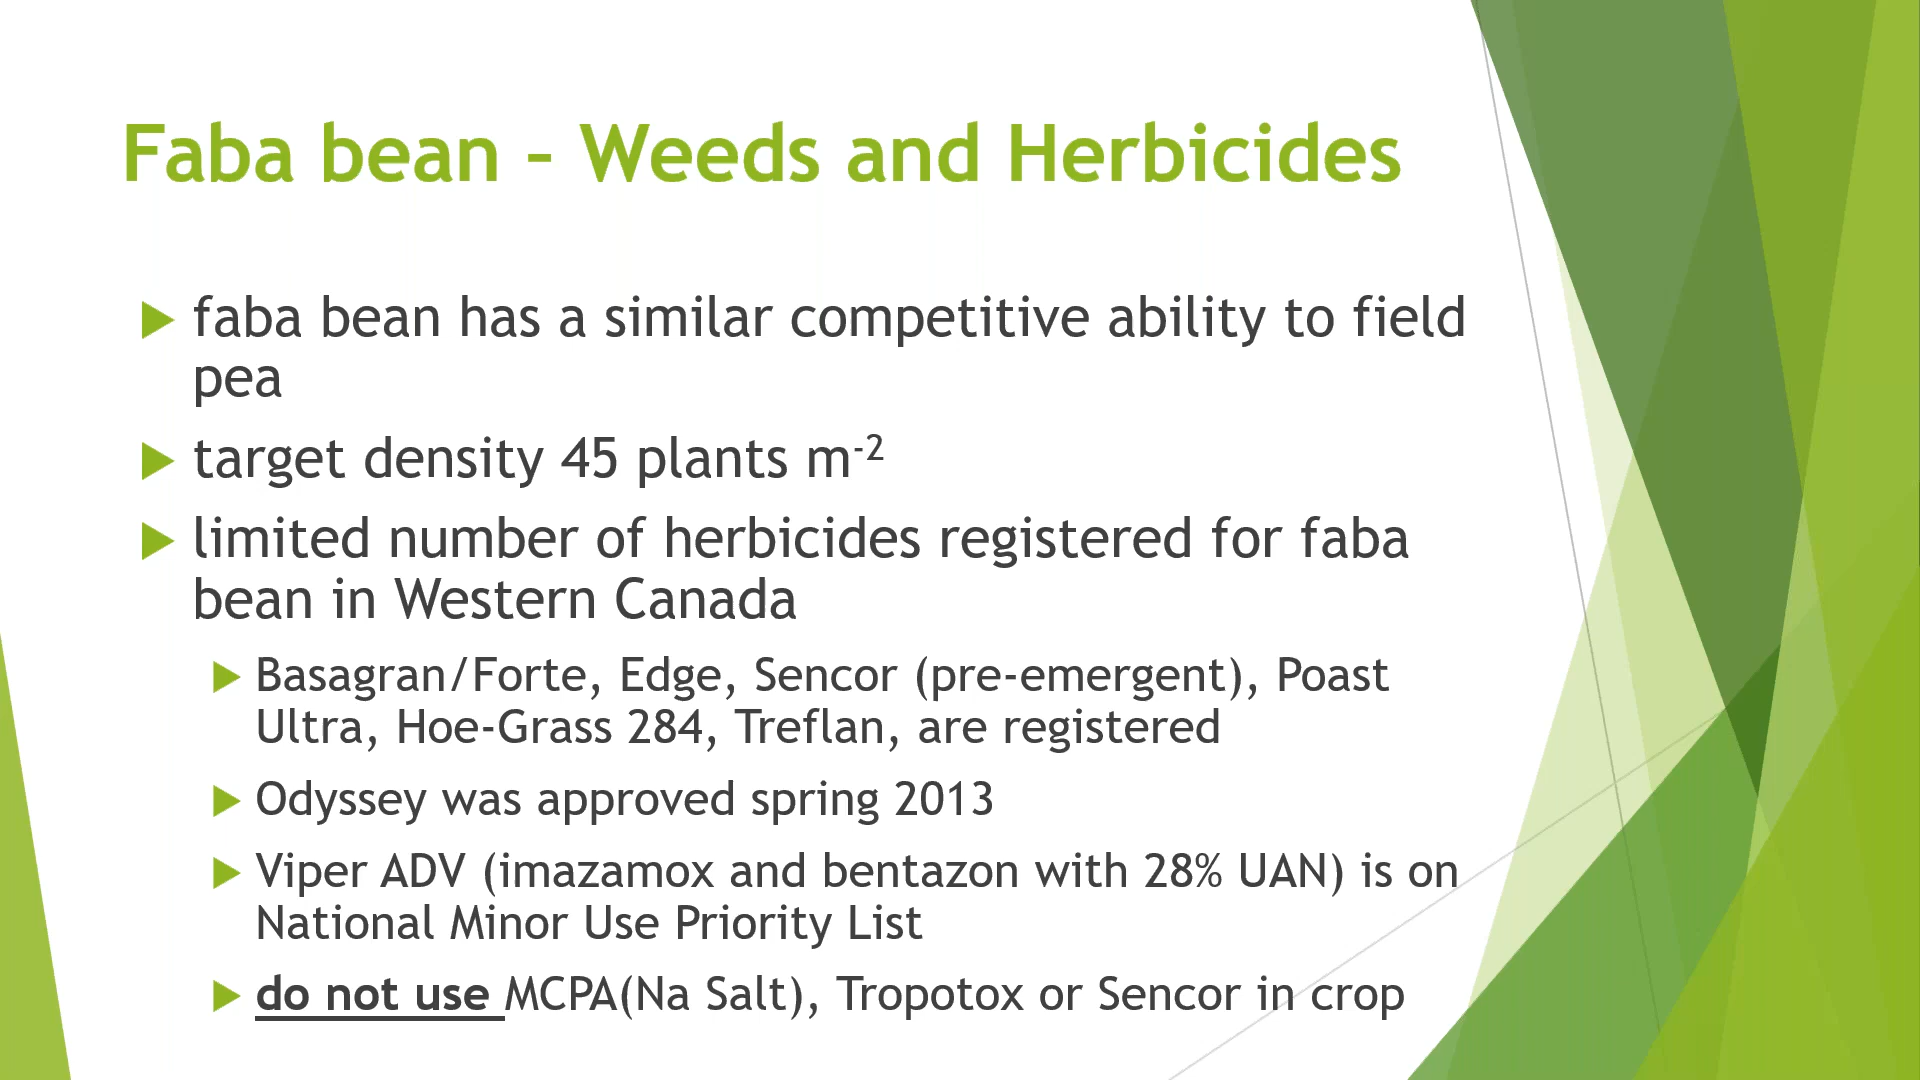 Faba bean – Weeds and Herbicides
faba bean has a similar competitive ability to field
pea
target density 45 plants m⁻²
limited number of herbicides registered for faba
bean in Western Canada
Basagran/Forte, Edge, Sencor (pre-emergent), Poast
Ultra, Hoe-Grass 284, Treflan, are registered
Odyssey was approved spring 2013
Viper ADV (imazamox and bentazon with 28% UAN) is on
National Minor Use Priority List
do not use MCPA(Na Salt), Tropotox or Sencor in crop